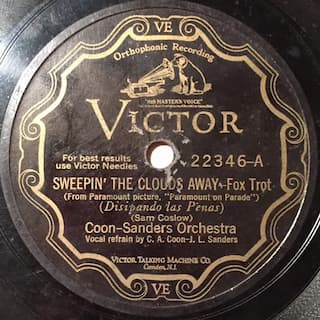 VE
Orthophonic Recording
"HIS MASTER'S VOICE"
VICTOR
For best results
use Victor Needles
22346-A
SWEEPIN' THE CLOUDS AWAY-Fox Trot
(From Paramount picture, "Paramount on Parade")
(Disipando las Penas)
(Sam Coslow)
Coon-Sanders Orchestra
Vocal refrain by C. A. Coon-J. L. Sanders
VICTOR TALKING MACHINE CO.
Camden, N.J.
VE